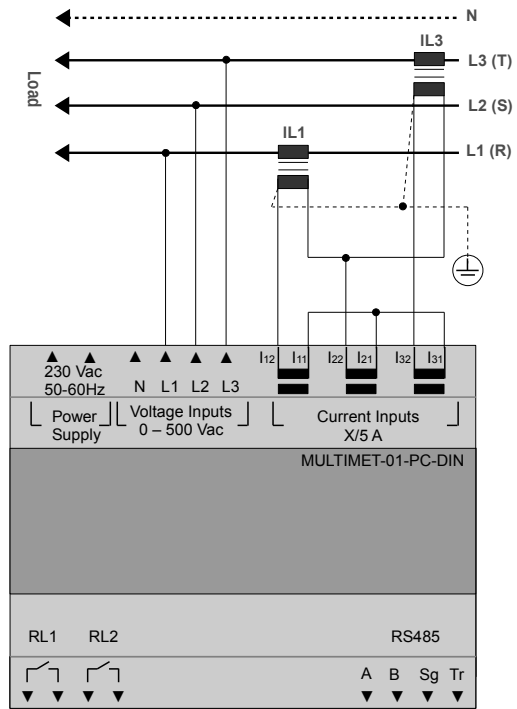 N
IL3
L3 (T)
Load
L2 (S)
IL1
L1 (R)
I12 I11 I22 I21 I32 I31
230 Vac
50-60Hz
N L1 L2 L3
Power
Supply
Voltage Inputs
0 – 500 Vac
Current Inputs
X/5 A
MULTIMET-01-PC-DIN
RL1 RL2 RS485
A B Sg Tr